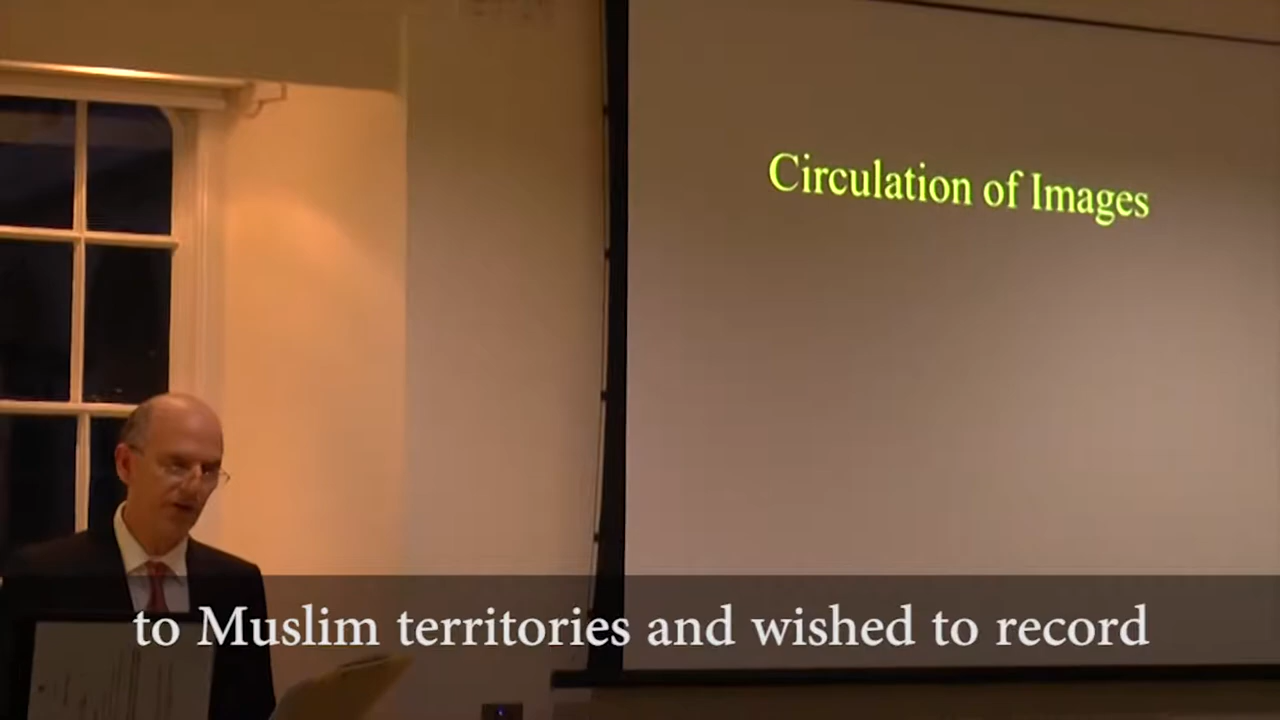 Circulation of Images
to Muslim territories and wished to record